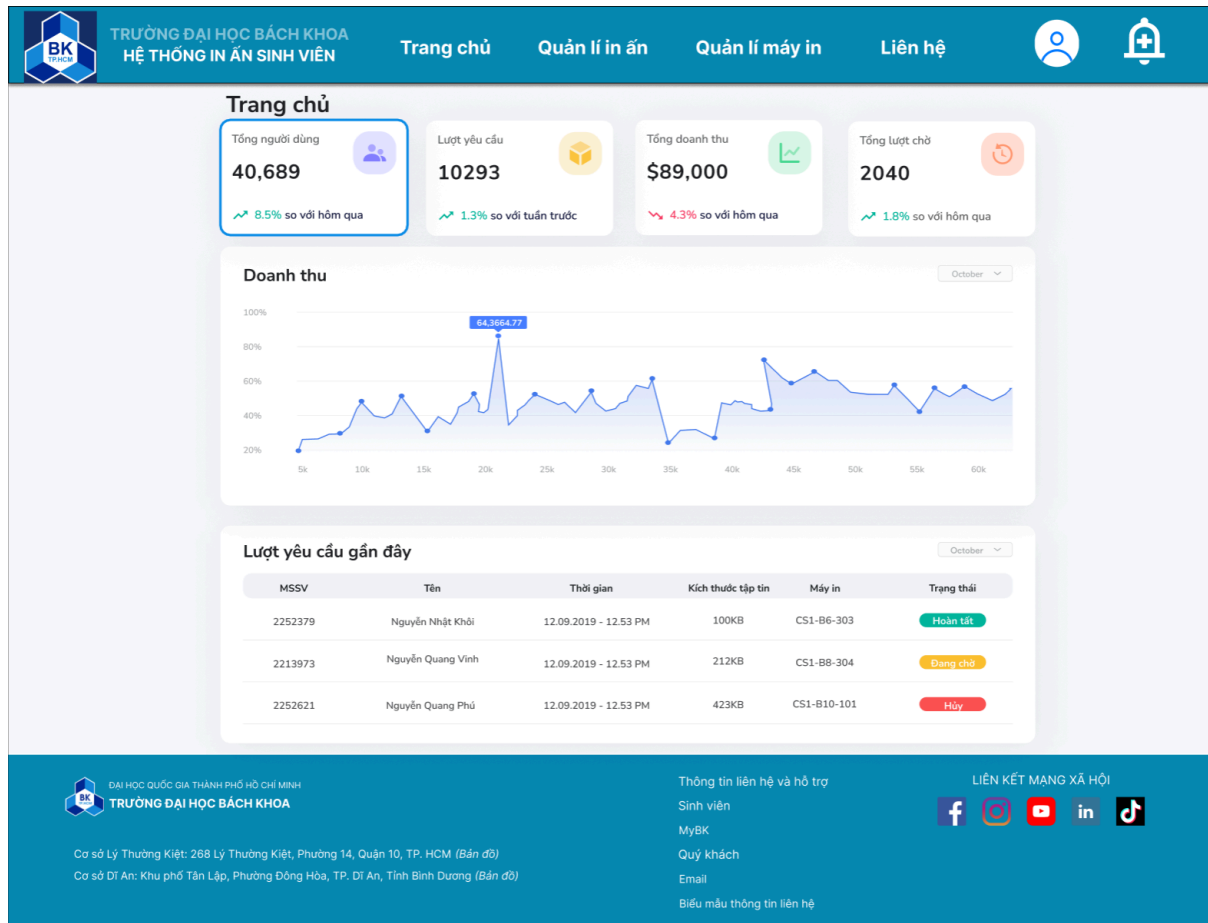 BK
TP.HCM
TRƯỜNG ĐẠI HỌC BÁCH KHOA
HỆ THỐNG IN ẤN SINH VIÊN
Trang chủ
Quản lí in ấn
Quản lí máy in
Liên hệ
Trang chủ
Tổng người dùng
40,689
8.5% so với hôm qua
Lượt yêu cầu
10293
1.3% so với tuần trước
Tổng doanh thu
$89,000
4.3% so với hôm qua
Tổng lượt chờ
2040
1.8% so với hôm qua
Doanh thu
October
100%
80%
60%
40%
20%
64,3664.77
5k 10k 15k 20k 25k 30k 35k 40k 45k 50k 55k 60k
Lượt yêu cầu gần đây
October
MSSV Tên Thời gian Kích thước tập tin Máy in Trạng thái
2252379 Nguyễn Nhật Khôi 12.09.2019 - 12.53 PM 100KB CS1-B6-303 Hoàn tất
2213973 Nguyễn Quang Vinh 12.09.2019 - 12.53 PM 212KB CS1-B8-304 Đang chờ
2252621 Nguyễn Quang Phú 12.09.2019 - 12.53 PM 423KB CS1-B10-101 Hủy
BK
TP.HCM
ĐẠI HỌC QUỐC GIA THÀNH PHỐ HỒ CHÍ MINH
TRƯỜNG ĐẠI HỌC BÁCH KHOA
Cơ sở Lý Thường Kiệt: 268 Lý Thường Kiệt, Phường 14, Quận 10, TP. HCM (Bản đồ)
Cơ sở Dĩ An: Khu phố Tân Lập, Phường Đông Hòa, TP. Dĩ An, Tỉnh Bình Dương (Bản đồ)
Thông tin liên hệ và hỗ trợ
Sinh viên
MyBK
Quý khách
Email
Biểu mẫu thông tin liên hệ
LIÊN KẾT MẠNG XÃ HỘI
f
in